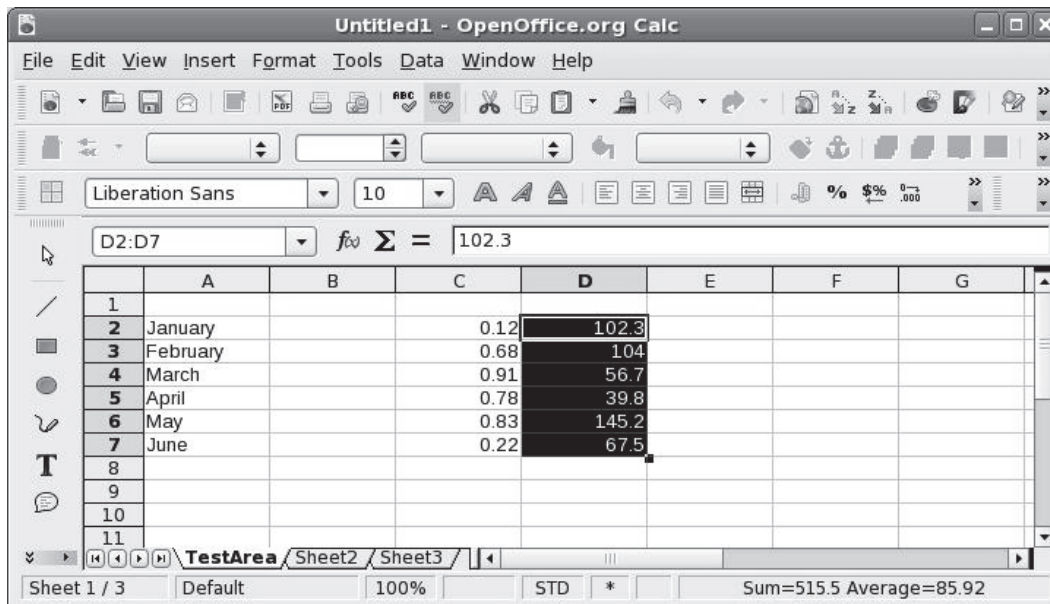 Untitled1 - OpenOffice.org Calc
File Edit View Insert Format Tools Data Window Help
Liberation Sans 10
D2:D7 f(x) Σ = 102.3
A B C D E F G
1
2 January 0.12 102.3
3 February 0.68 104
4 March 0.91 56.7
5 April 0.78 39.8
6 May 0.83 145.2
7 June 0.22 67.5
8
9
10
11
TestArea Sheet2 Sheet3
Sheet 1 / 3 Default 100% STD * Sum=515.5 Average=85.92